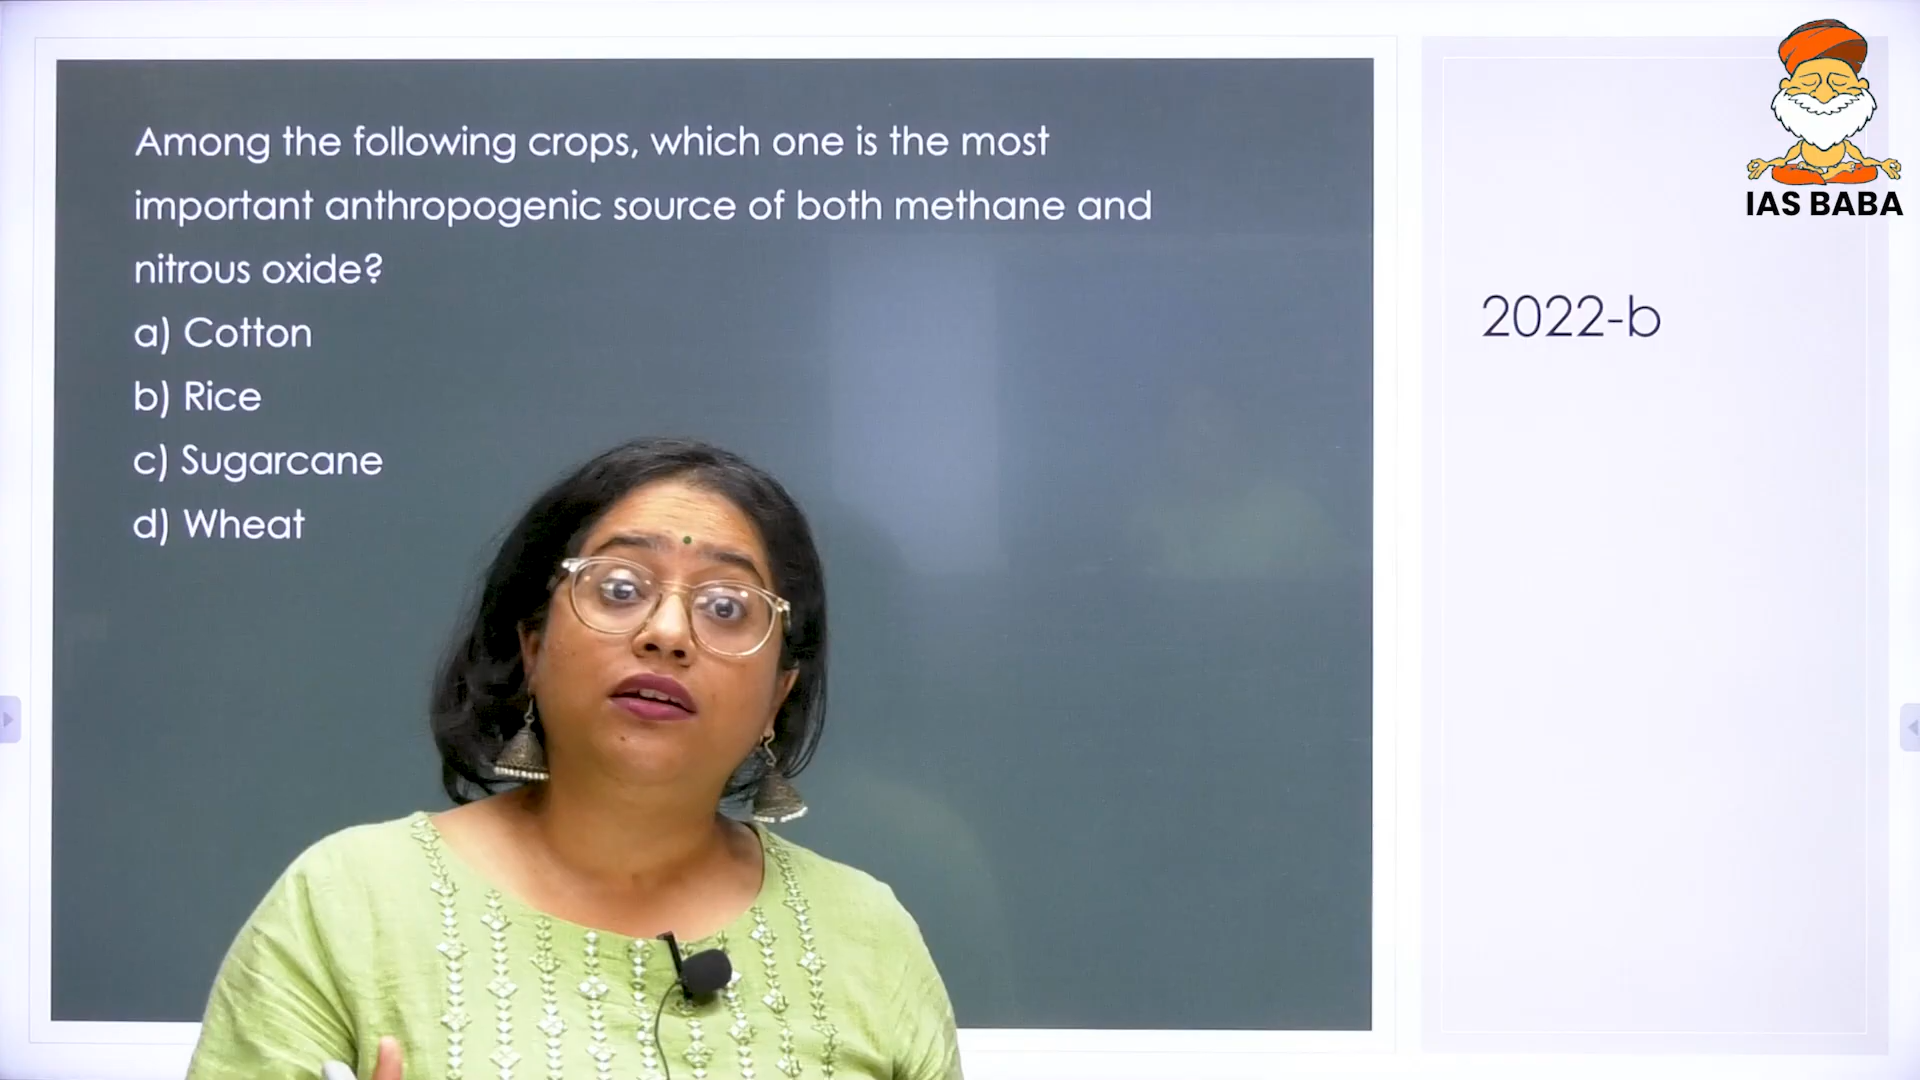 Among the following crops, which one is the most
important anthropogenic source of both methane and
nitrous oxide?
a) Cotton
b) Rice
c) Sugarcane
d) Wheat
IAS BABA
2022-b